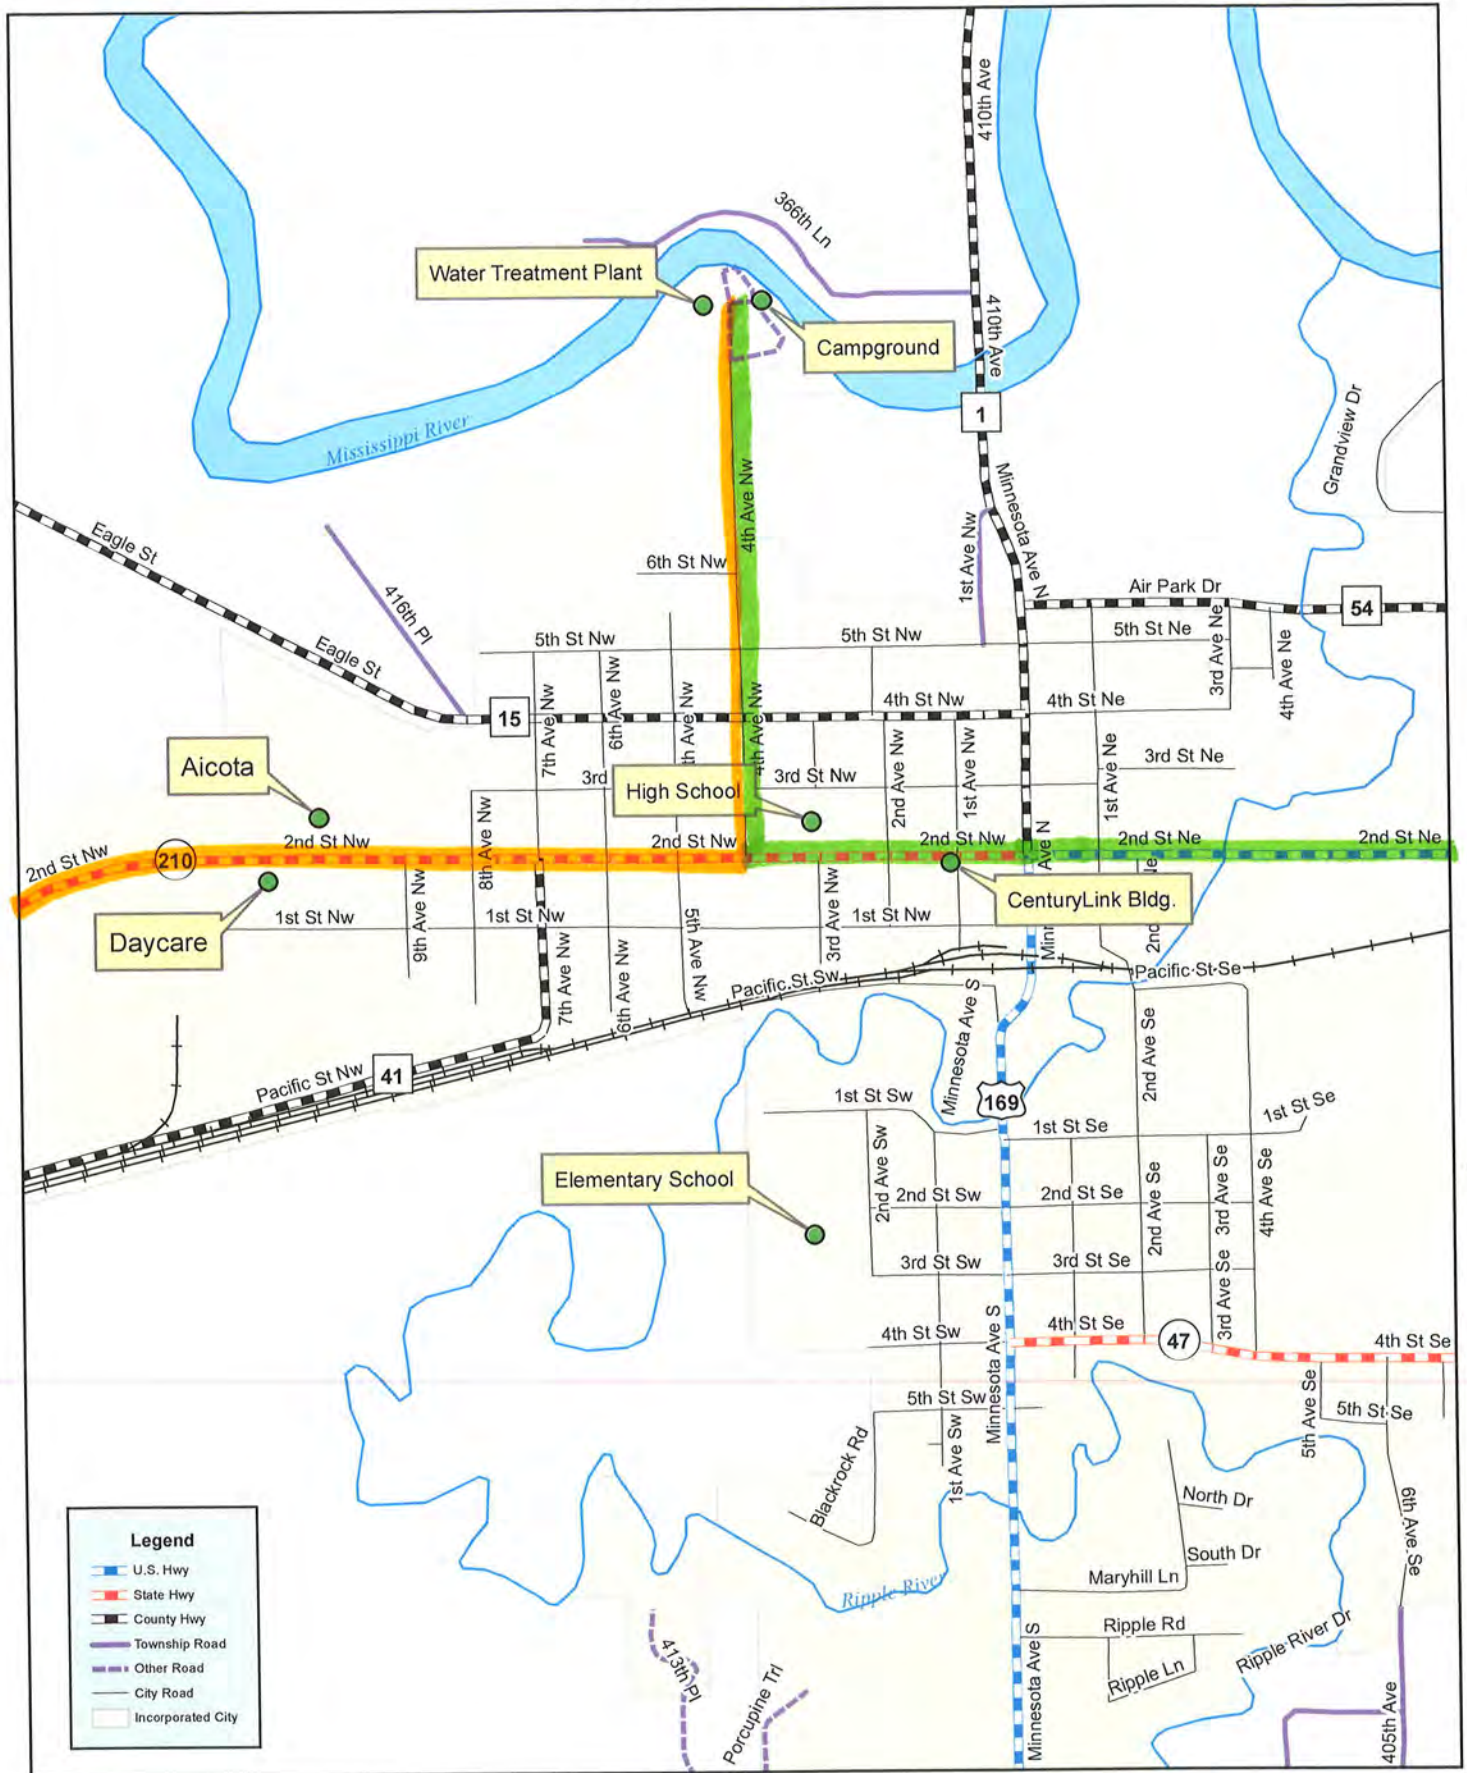 410th Ave
366th Ln
Water Treatment Plant
410th Ave
Campground
1
Grandview Dr
Mississippi River
4th Ave Nw
Minnesota Ave N
Eagle St
1st Ave Nw
6th St Nw
Air Park Dr
54
416th Pl
5th St Nw
5th St Nw
5th St Ne
3rd Ave Ne
4th Ave Ne
Eagle St
6th Ave Nw
7th Ave Nw
th Ave Nw
4th Ave Nw
4th St Nw
4th St Ne
15
Aicota
3rd
High School
3rd St Nw
2nd Ave Nw
1st Ave Nw
1st Ave Ne
3rd St Ne
8th Ave Nw
2nd St Nw
210
2nd St Nw
2nd St Nw
2nd St Nw
Ave N
2nd St Ne
2nd St Ne
CenturyLink Bldg.
Daycare
1st St Nw
9th Ave Nw
1st St Nw
5th Ave Nw
3rd Ave Nw
1st St Nw
Minn
2nd
7th Ave Nw
6th Ave Nw
Pacific St Sw
Pacific St Se
Minnesota Ave S
2nd Ave Se
Pacific St Nw
41
169
1st St Sw
1st St Se
1st St Se
2nd Ave Sw
Elementary School
2nd St Sw
2nd St Se
2nd Ave Se
3rd Ave Se
4th Ave Se
3rd St Sw
3rd St Se
3rd Ave Se
4th St Sw
Minnesota Ave S
4th St Se
47
4th St Se
5th St Sw
1st Ave Sw
Blackrock Rd
5th Ave Se
5th St Se
6th Ave Se
North Dr
South Dr
Maryhill Ln
Ripple River
Ripple Rd
Ripple Ln
Ripple River Dr
Minnesota Ave S
413th Pl
Porcupine Trl
405th Ave
Legend
U.S. Hwy
State Hwy
County Hwy
Township Road
Other Road
City Road
Incorporated City